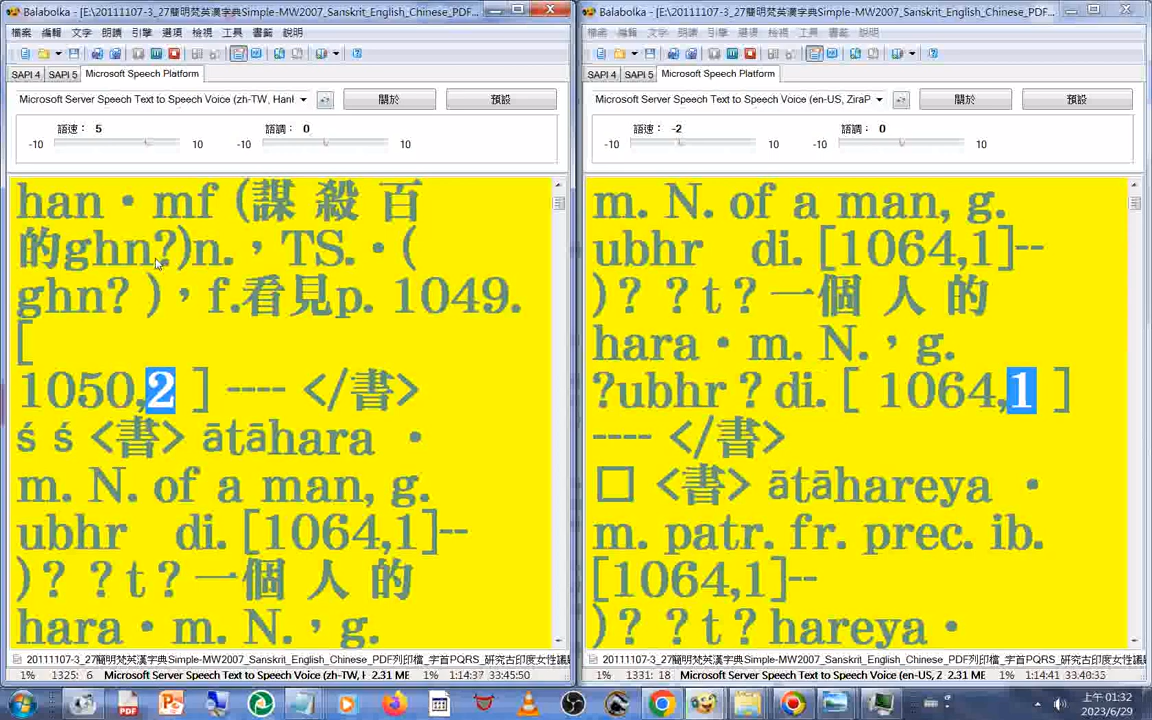 Balabolka - [E:\20111107-3_27簡明梵英漢字典Simple-MW2007_Sanskrit_English_Chinese_PDF...
檔案 編輯 文字 朗讀 引擎 選項 檢視 工具 書籤 說明
SAPI 4 SAPI 5 Microsoft Speech Platform
Microsoft Server Speech Text to Speech Voice (zh-TW, Hanl
關於 預設
語速： 5 語調： 0
-10 10 -10 10
han・mf (謀 殺 百
的ghn?)n.，TS.・(
ghn? )，f.看見p. 1049.
[
1050,2 ] ---- </書>
ś ś <書> ātāhara ・
m. N. of a man, g.
ubhr di. [1064,1]--
)? ? t ? 一個 人 的
hara・m. N.，g.
20111107-3_27簡明梵英漢字典Simple-MW2007_Sanskrit_English_Chinese_PDF列印檔_字首PQRS_研究古印度女性議
1% 1325: 6 Microsoft Server Speech Text to Speech Voice (zh-TW, H 2.31 MB 1% 1:14:37 33:45:50
Balabolka - [E:\20111107-3_27簡明梵英漢字典Simple-MW2007_Sanskrit_English_Chinese_PDF...
檔案 編輯 文字 朗讀 引擎 選項 檢視 工具 書籤 說明
SAPI 4 SAPI 5 Microsoft Speech Platform
Microsoft Server Speech Text to Speech Voice (en-US, ZiraP
關於 預設
語速： -2 語調： 0
-10 10 -10 10
m. N. of a man, g.
ubhr di. [1064,1]--
)? ? t ? 一個 人 的
hara・m. N.，g.
?ubhr ? di. [ 1064,1 ]
---- </書>
□ <書> ātāhareya ・
m. patr. fr. prec. ib.
[1064,1]--
)? ? t ? hareya・
20111107-3_27簡明梵英漢字典Simple-MW2007_Sanskrit_English_Chinese_PDF列印檔_字首PQRS_研究古印度女性議
1% 1331: 18 Microsoft Server Speech Text to Speech Voice (en-US, Z 2.31 MB 1% 1:14:41
上午 01:32
2023/6/29